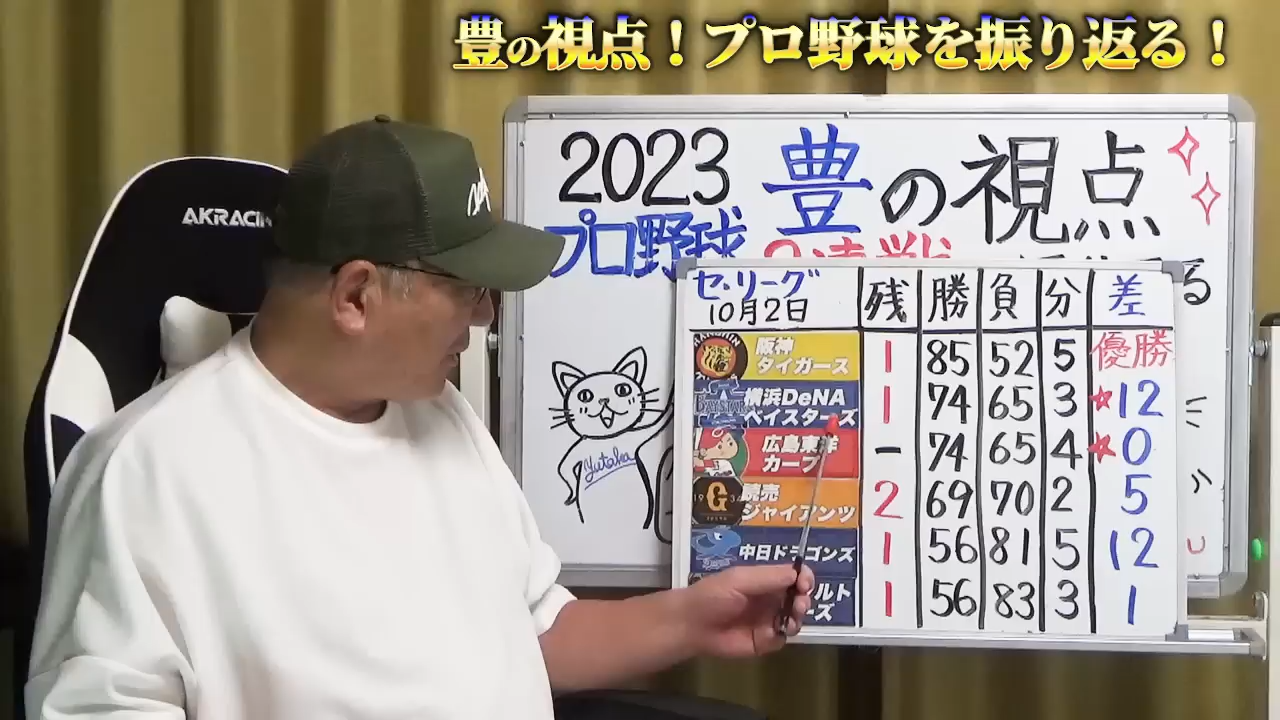 豊の視点！プロ野球を振り返る！
AKRACIN
2023 豊の視点
プロ野球
Yutaka
セ・リーグ 10月2日 残 勝 負 分 差
阪神タイガース 1 85 52 5 優勝
横浜DeNAベイスターズ 1 74 65 3 ★12
広島東洋カープ - 74 65 4 ★0
読売ジャイアンツ 2 69 70 2 5
中日ドラゴンズ 1 56 81 5 12
ルト ーズ 1 56 83 3 1